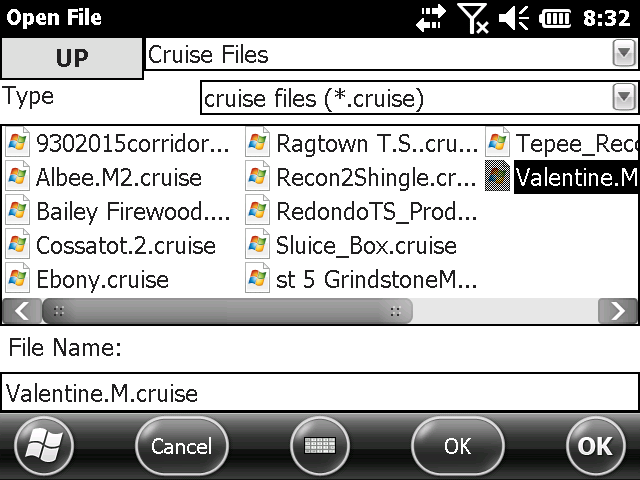 Open File
8:32
UP
Cruise Files
Type
cruise files (*.cruise)
9302015corridor...
Albee.M2.cruise
Bailey Firewood....
Cossatot.2.cruise
Ebony.cruise
Ragtown T.S..cru...
Recon2Shingle.cr...
RedondoTS_Prod...
Sluice_Box.cruise
st 5 GrindstoneM...
Tepee_Reco
Valentine.M
File Name:
Valentine.M.cruise
Cancel
OK
OK